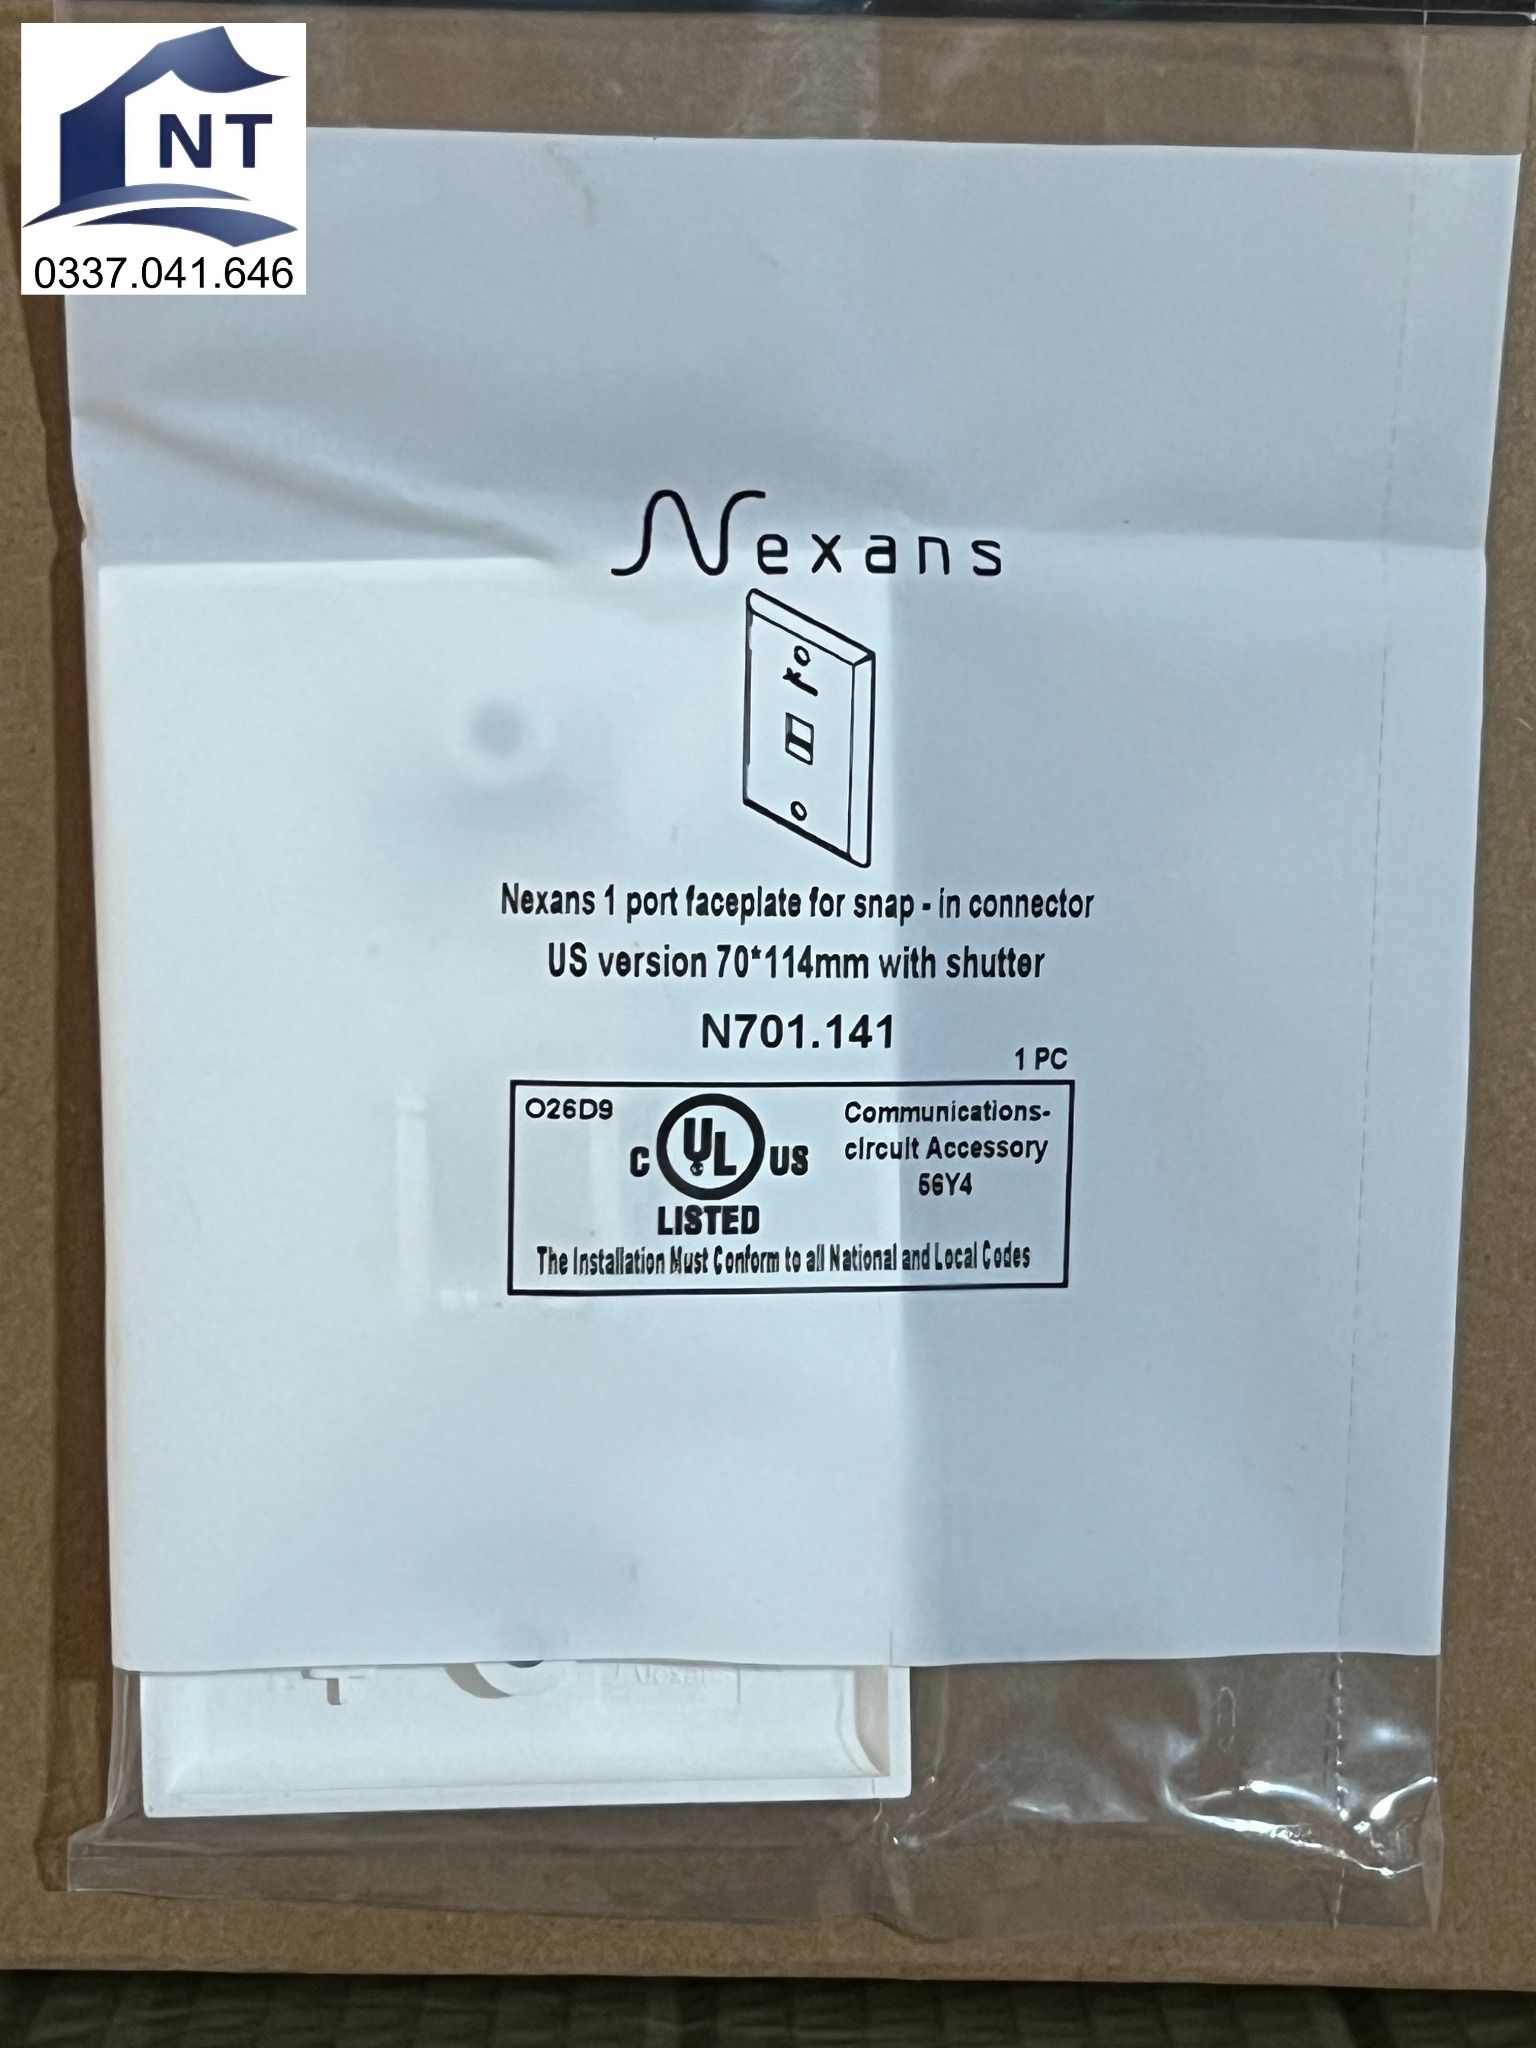 NT
0337.041.646
Nexans
Nexans 1 port faceplate for snap - in connector
US version 70*114mm with shutter
N701.141
1 PC
O26D9
C UL US
LISTED
Communications-
circuit Accessory
56Y4
The Installation Must Conform to all National and Local Codes